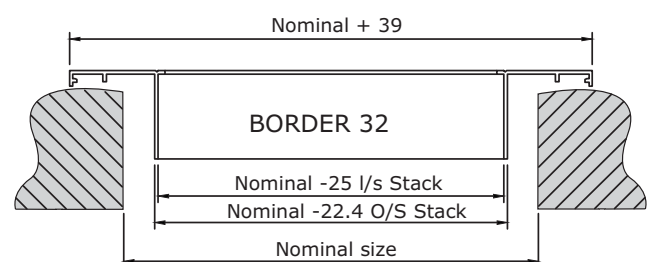 Nominal + 39
BORDER 32
Nominal -25 l/s Stack
Nominal -22.4 O/S Stack
Nominal size